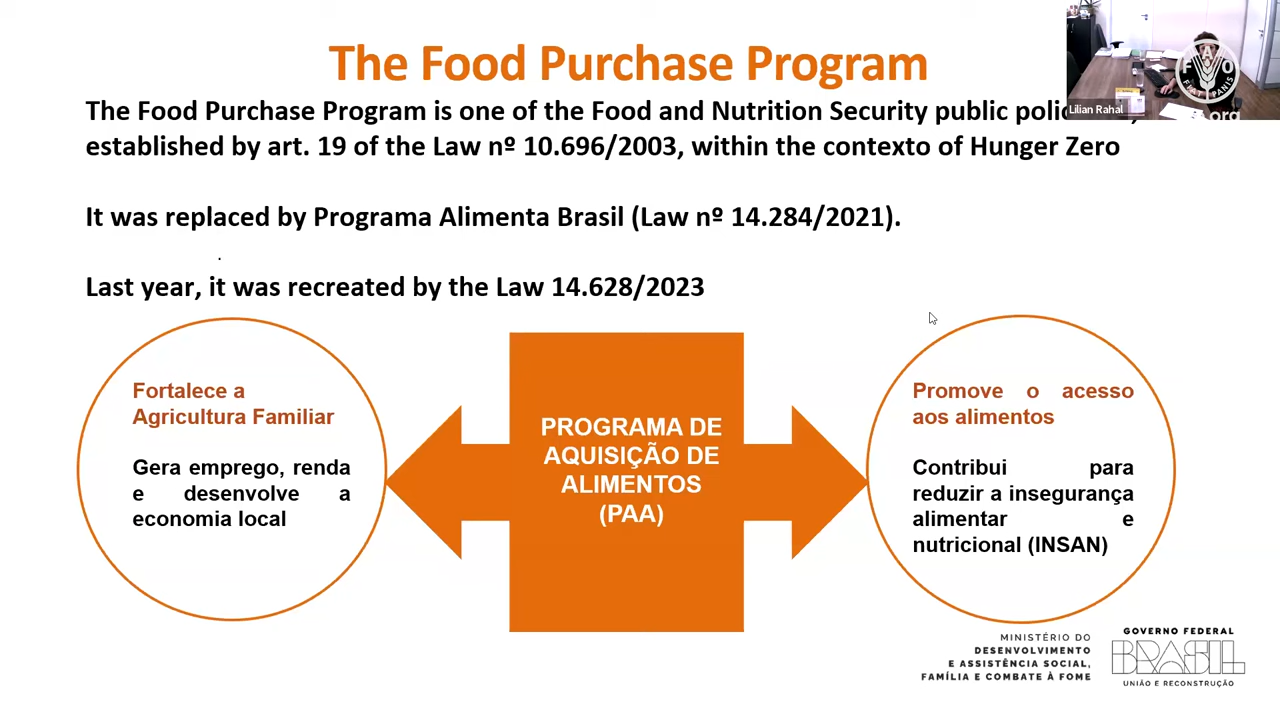 The Food Purchase Program
The Food Purchase Program is one of the Food and Nutrition Security public
established by art. 19 of the Law nº 10.696/2003, within the contexto of Hunger Zero
It was replaced by Programa Alimenta Brasil (Law nº 14.284/2021).
Last year, it was recreated by the Law 14.628/2023
Fortalece a
Agricultura Familiar
Gera emprego, renda
e desenvolve a
economia local
PROGRAMA DE
AQUISIÇÃO DE
ALIMENTOS
(PAA)
Promove o acesso
aos alimentos
Contribui para
reduzir a insegurança
alimentar e
nutricional (INSAN)
MINISTÉRIO DO
DESENVOLVIMENTO
E ASSISTÊNCIA SOCIAL,
FAMÍLIA E COMBATE À FOME
GOVERNO FEDERAL
BRASIL
UNIÃO E RECONSTRUÇÃO
Lilian Rahal
F A O
FIAT PANIS
.org